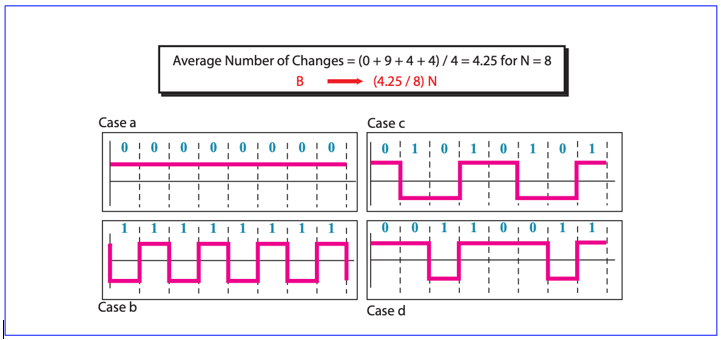 Average Number of Changes = (0 + 9 + 4 + 4) / 4 = 4.25 for N = 8
B (4.25 / 8) N
Case a
0 0 0 0 0 0 0 0
Case c
0 1 0 1 0 1 0 1
1 1 1 1 1 1 1 1
Case b
0 0 1 1 0 0 1 1
Case d